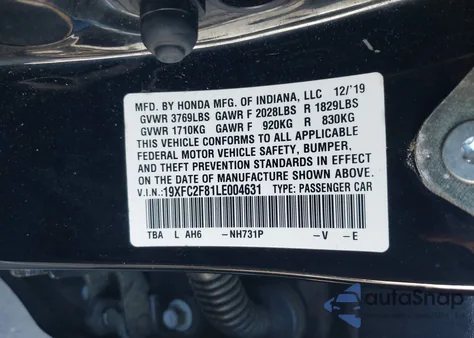 MFD. BY HONDA MFG. OF INDIANA, LLC 12/'19
GVWR 3769LBS GAWR F 2028LBS R 1829LBS
GVWR 1710KG GAWR F 920KG R 830KG
THIS VEHICLE CONFORMS TO ALL APPLICABLE
FEDERAL MOTOR VEHICLE SAFETY, BUMPER,
AND THEFT PREVENTION STANDARDS IN EFFECT
ON THE DATE OF MANUFACTURE SHOWN ABOVE.
V.I.N.:19XFC2F81LE004631 TYPE: PASSENGER CAR
TBA L AH6 -NH731P -V -E
autoSnap